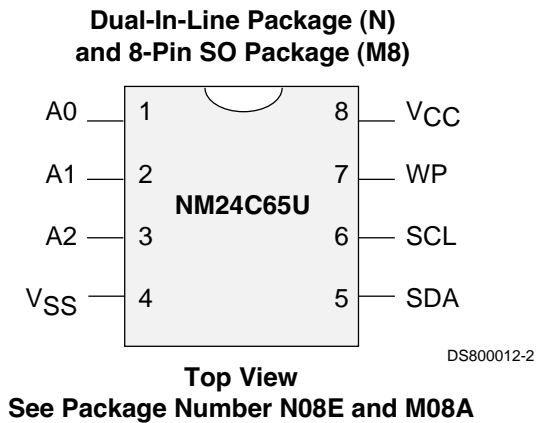 Dual-In-Line Package (N)
and 8-Pin SO Package (M8)
A0 1 8 VCC
A1 2 7 WP
NM24C65U
A2 3 6 SCL
VSS 4 5 SDA
DS800012-2
Top View
See Package Number N08E and M08A